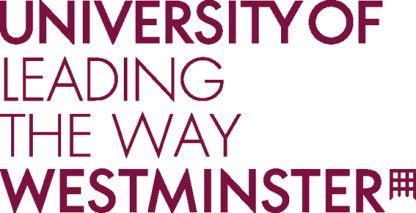 UNIVERSITY OF
LEADING
THE WAY
WESTMINSTER